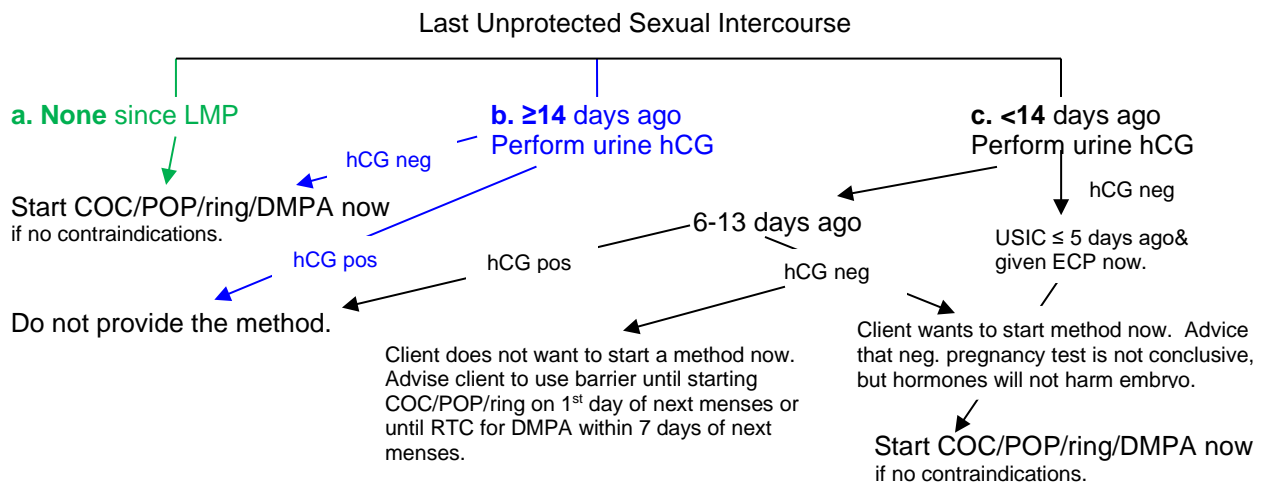 Last Unprotected Sexual Intercourse
a. None since LMP
b. ≥14 days ago
Perform urine hCG
c. <14 days ago
Perform urine hCG
hCG neg
hCG neg
Start COC/POP/ring/DMPA now
if no contraindications.
6-13 days ago
USIC ≤ 5 days ago&
given ECP now.
hCG pos
hCG pos
hCG neg
Do not provide the method.
Client does not want to start a method now.
Advise client to use barrier until starting
COC/POP/ring on 1st day of next menses or
until RTC for DMPA within 7 days of next
menses.
Client wants to start method now.  Advice
that neg. pregnancy test is not conclusive,
but hormones will not harm embryo.
Start COC/POP/ring/DMPA now
if no contraindications.